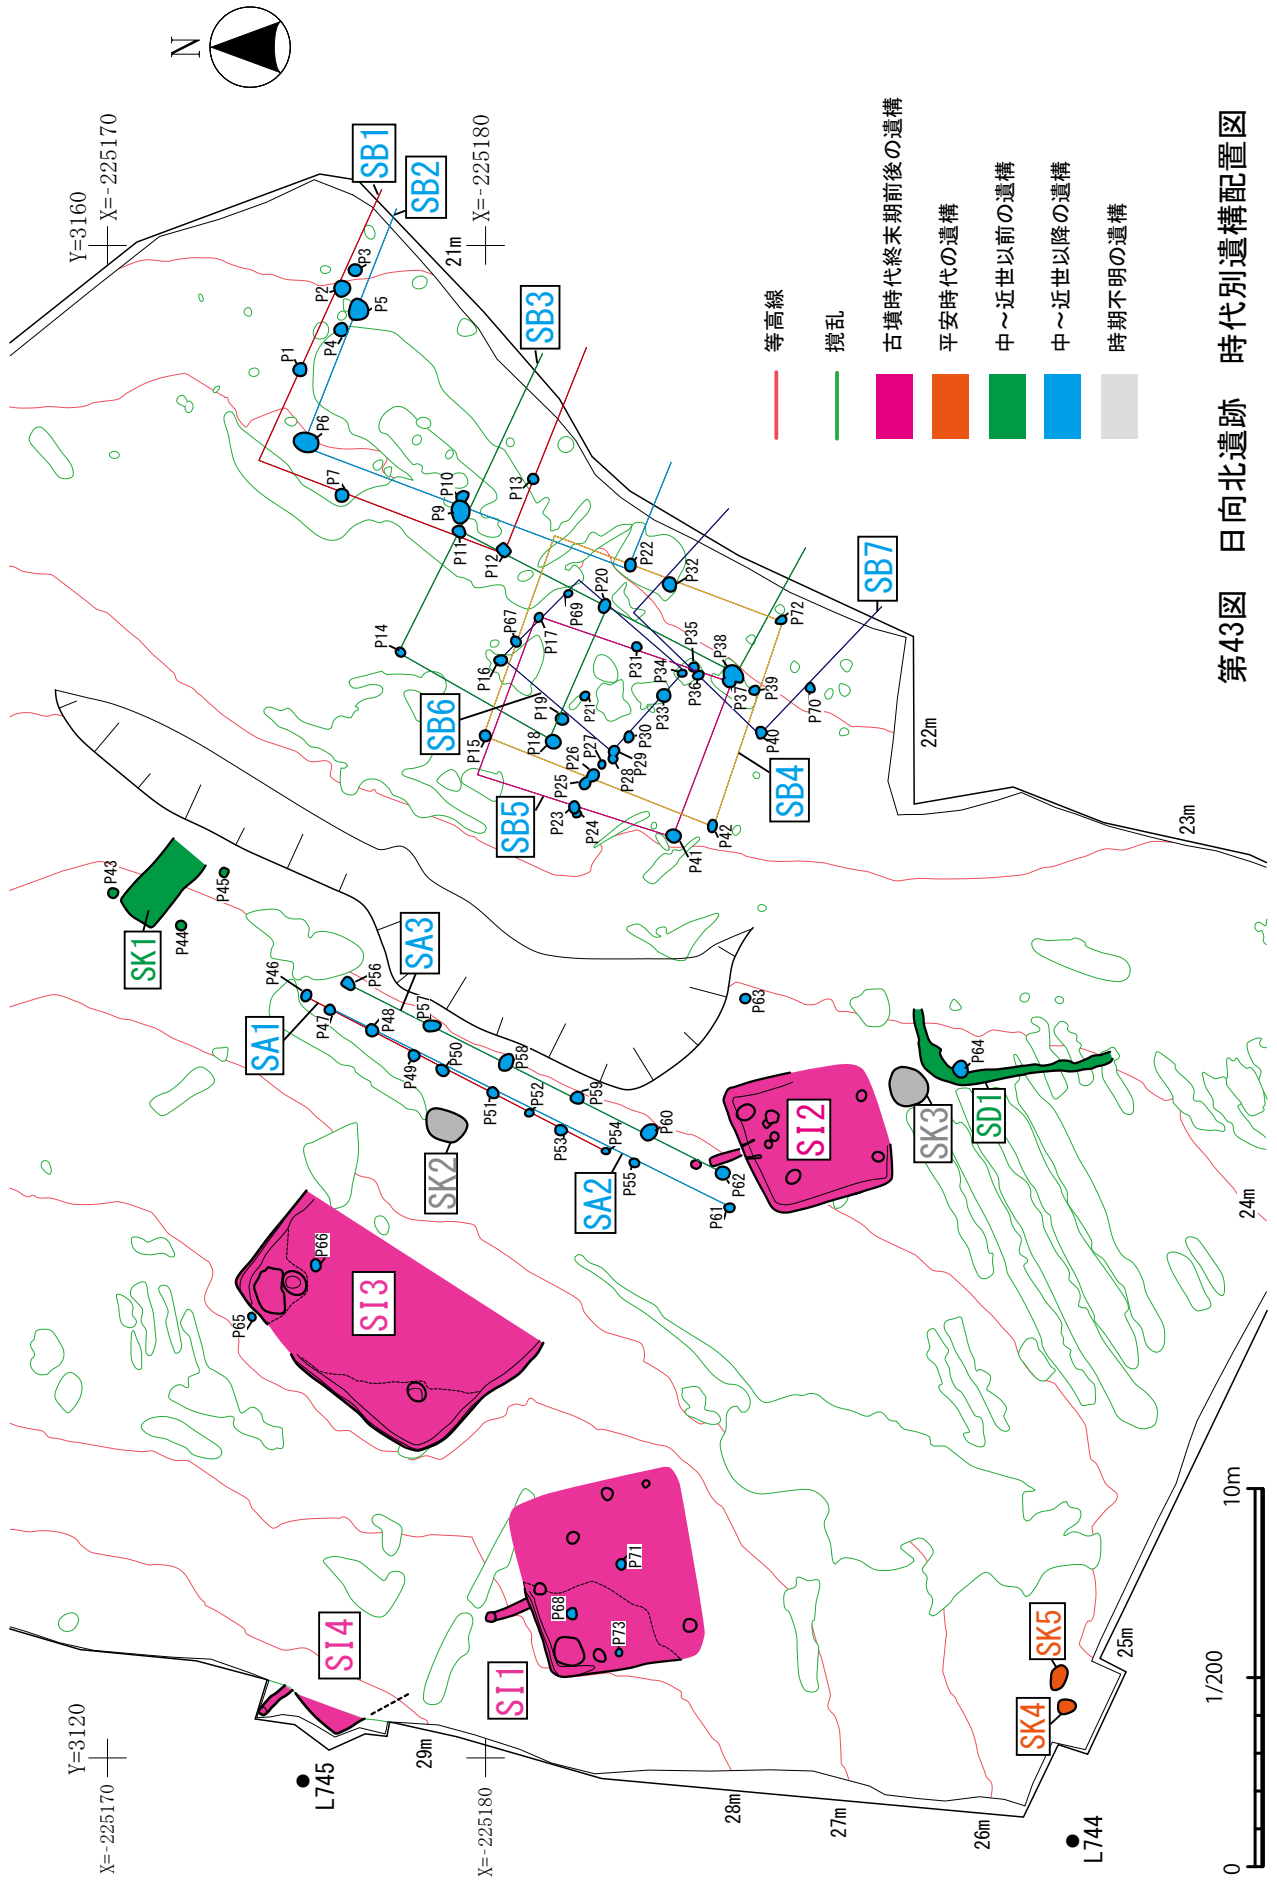 N
Y=3160
X=-225170
X=-225180
SB1
SB2
SB3
21m
P1
P2
P3
P4
P5
P6
P7
P9
P10
P11
P12
P13
P14
P15
P16
P67
P17
P69
P20
P22
P32
P72
P18
P19
P21
P31
P34
P35
P36
P33
P38
P37
P39
P70
P40
P23
P24
P25
P26
P27
P28
P29
P30
P41
P42
SB6
SB5
SB4
SB7
22m
23m
等高線
撹乱
古墳時代終末期前後の遺構
平安時代の遺構
中～近世以前の遺構
中～近世以降の遺構
時期不明の遺構
第43図 日向北遺跡 時代別遺構配置図
P43
P44
P45
SK1
P46
P47
P48
P49
P50
P51
P52
P53
P54
P55
P56
P57
P58
P59
P60
P61
P62
P63
P64
SA1
SA3
SA2
SK2
SI2
SK3
SD1
24m
P65
P66
SI3
SI4
SI1
P68
P71
P73
SK5
SK4
25m
26m
27m
28m
29m
Y=3120
X=-225170
X=-225180
L745
L744
0
1/200
10m